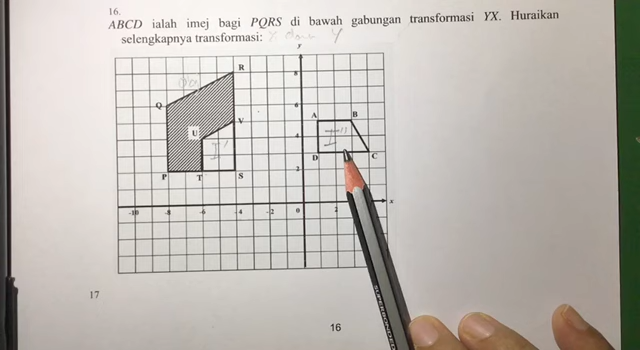 16.
ABCD ialah imej bagi PQRS di bawah gabungan transformasi YX. Huraikan
selengkapnya transformasi: X dan Y
y
R
8
Q
6
A B
V
U I' 4 I''
D C
P T S 2
x
-10 -8 -6 -4 -2 0 2
17
16